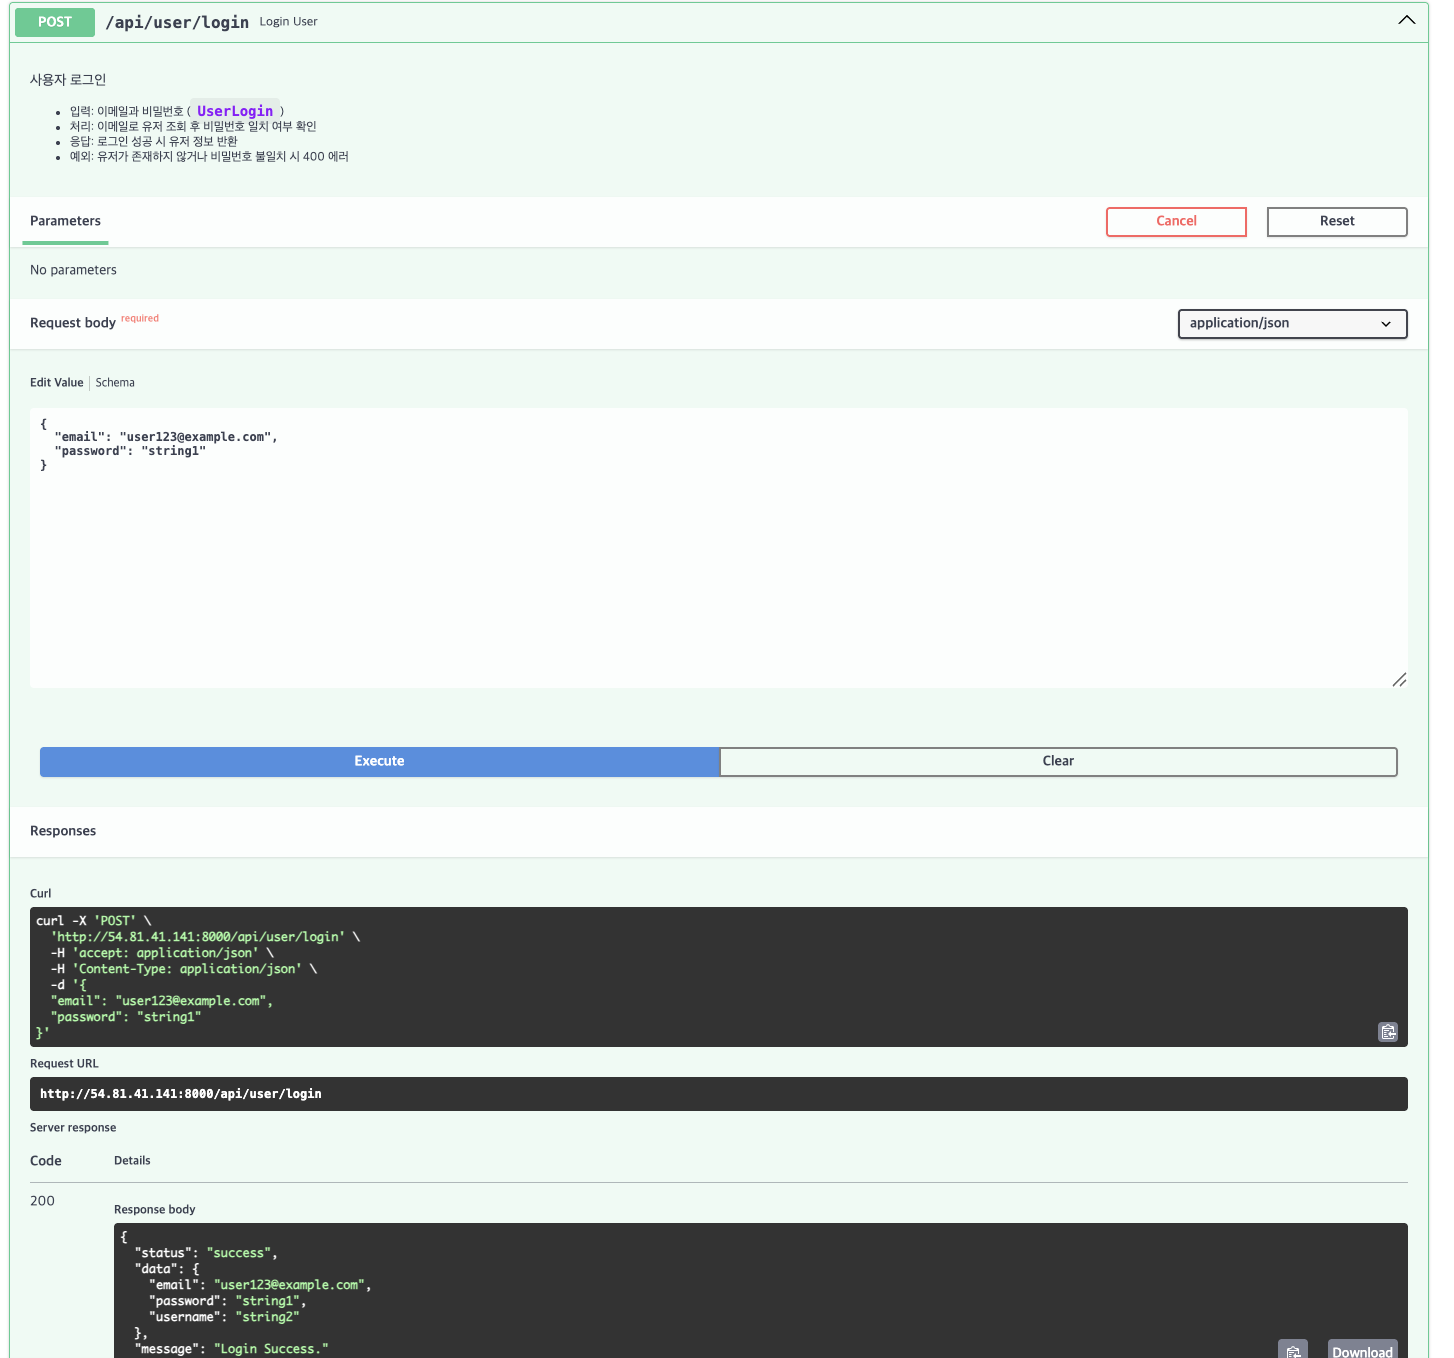 POST /api/user/login Login User
사용자 로그인
• 입력: 이메일과 비밀번호 ( UserLogin )
• 처리: 이메일로 유저 조회 후 비밀번호 일치 여부 확인
• 응답: 로그인 성공 시 유저 정보 반환
• 예외: 유저가 존재하지 않거나 비밀번호 불일치 시 400 에러
Parameters Cancel Reset
No parameters
Request body required application/json
Edit Value | Schema
{
  "email": "user123@example.com",
  "password": "string1"
}
Execute Clear
Responses
Curl
curl -X 'POST' \
  'http://54.81.41.141:8000/api/user/login' \
  -H 'accept: application/json' \
  -H 'Content-Type: application/json' \
  -d '{
  "email": "user123@example.com",
  "password": "string1"
}'
Request URL
http://54.81.41.141:8000/api/user/login
Server response
Code Details
200
Response body
{
  "status": "success",
  "data": {
    "email": "user123@example.com",
    "password": "string1",
    "username": "string2"
  },
  "message": "Login Success."
Download